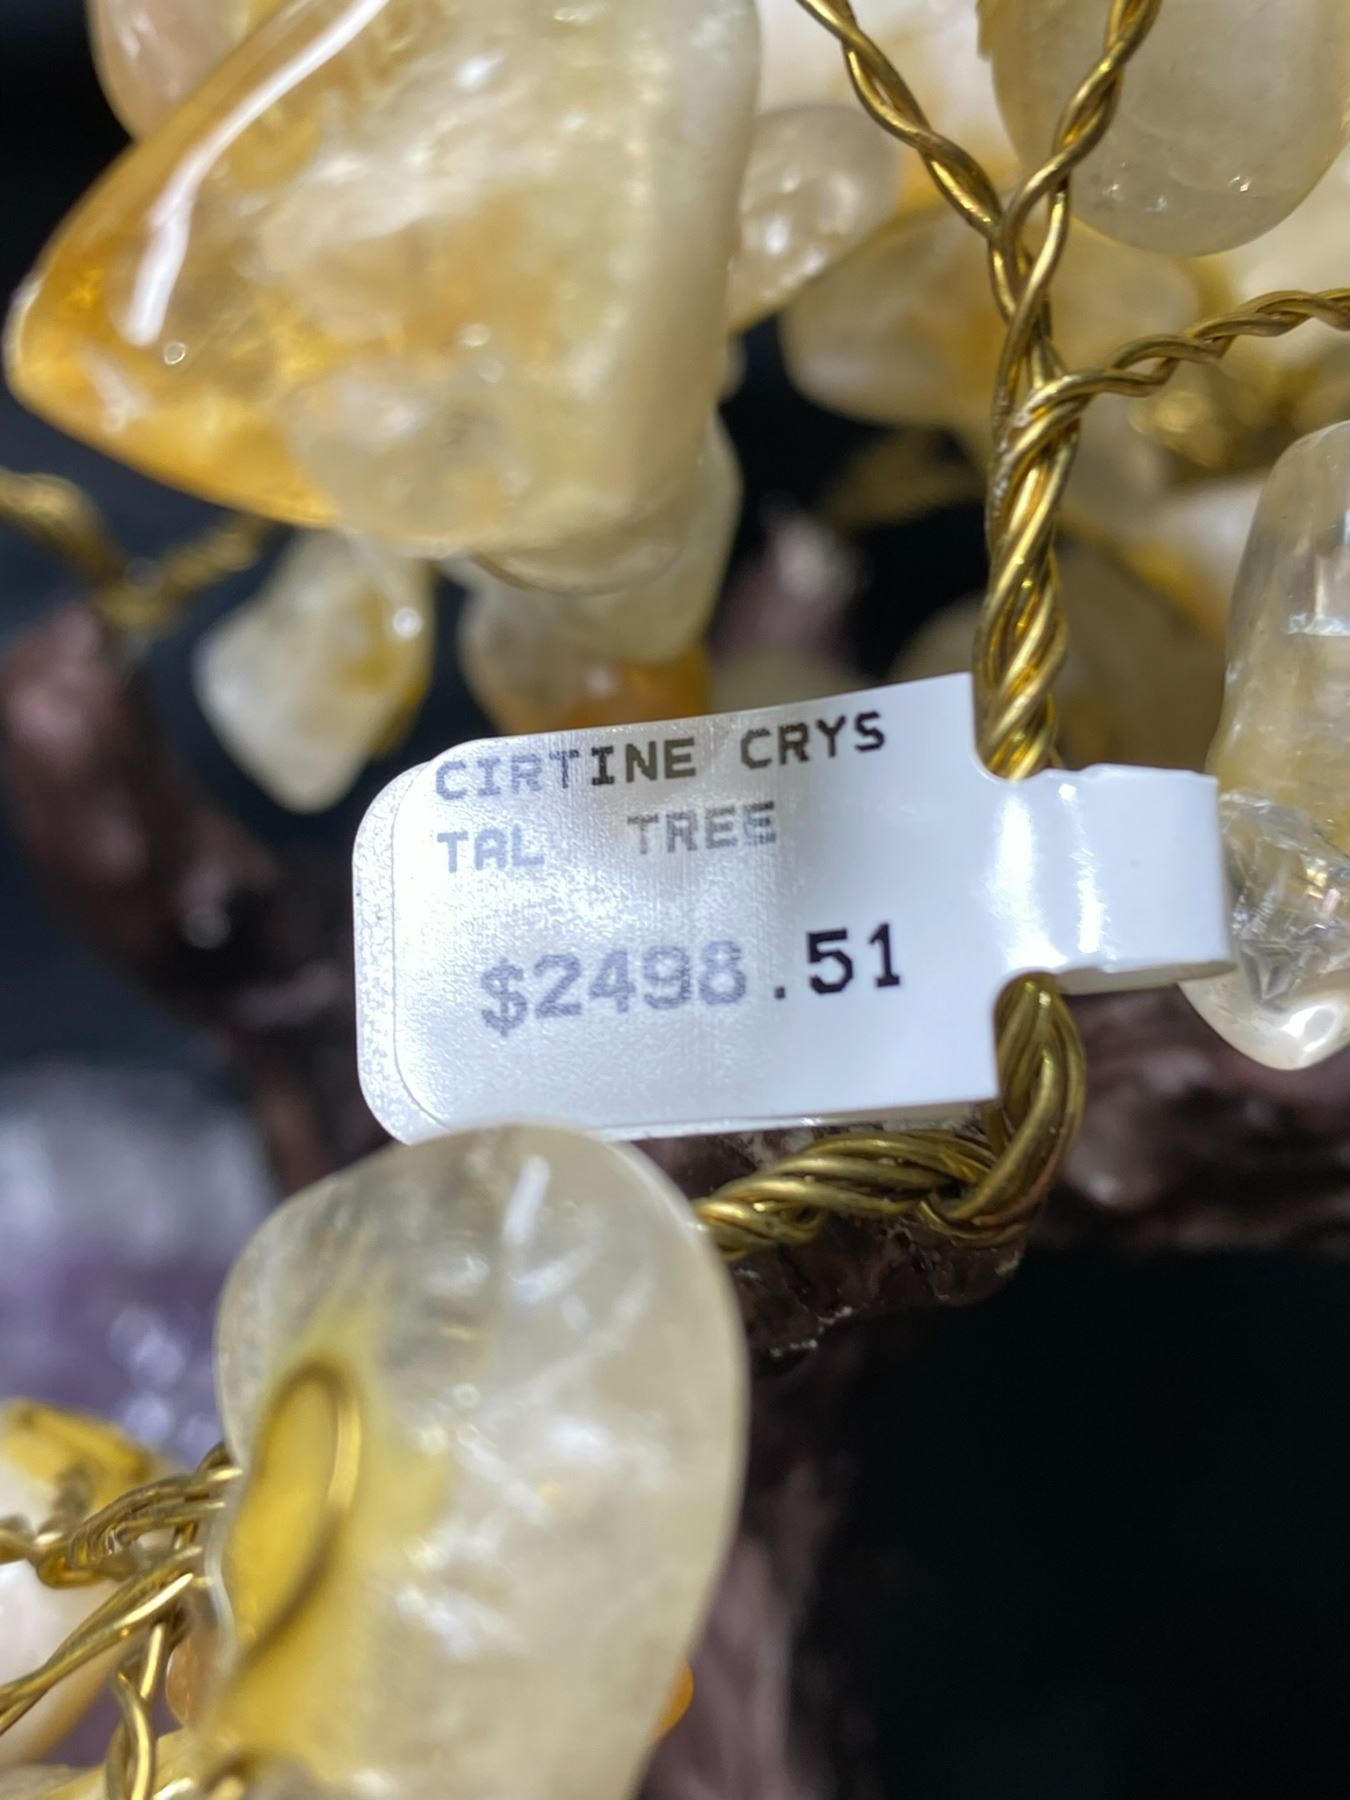 CIRTINE CRYS
TAL TREE
$2498.51